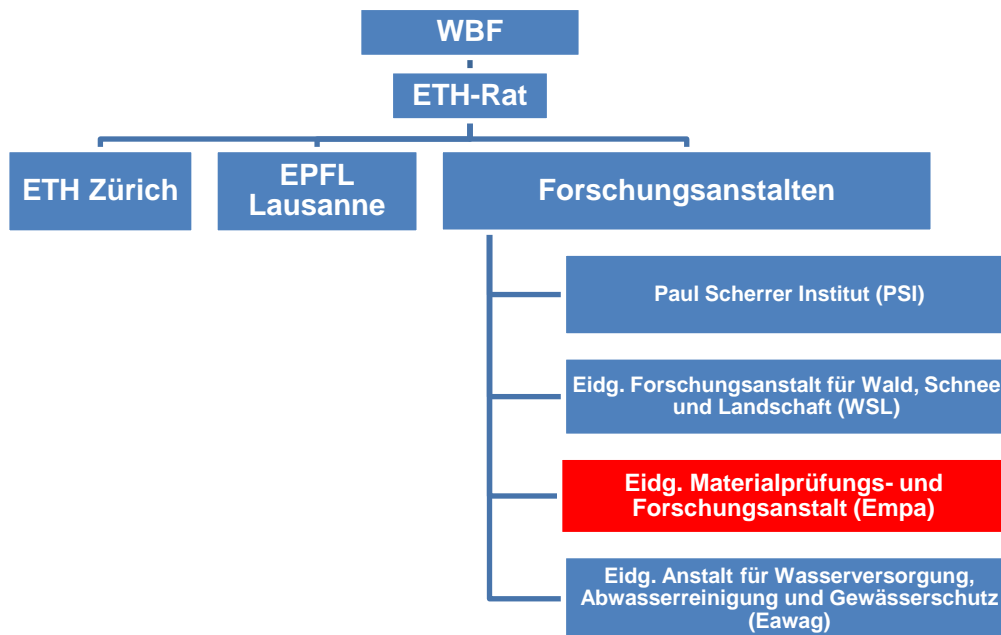 WBF
ETH-Rat
ETH Zürich
EPFL
Lausanne
Forschungsanstalten
Paul Scherrer Institut (PSI)
Eidg. Forschungsanstalt für Wald, Schnee
und Landschaft (WSL)
Eidg. Materialprüfungs- und
Forschungsanstalt (Empa)
Eidg. Anstalt für Wasserversorgung,
Abwasserreinigung und Gewässerschutz
(Eawag)